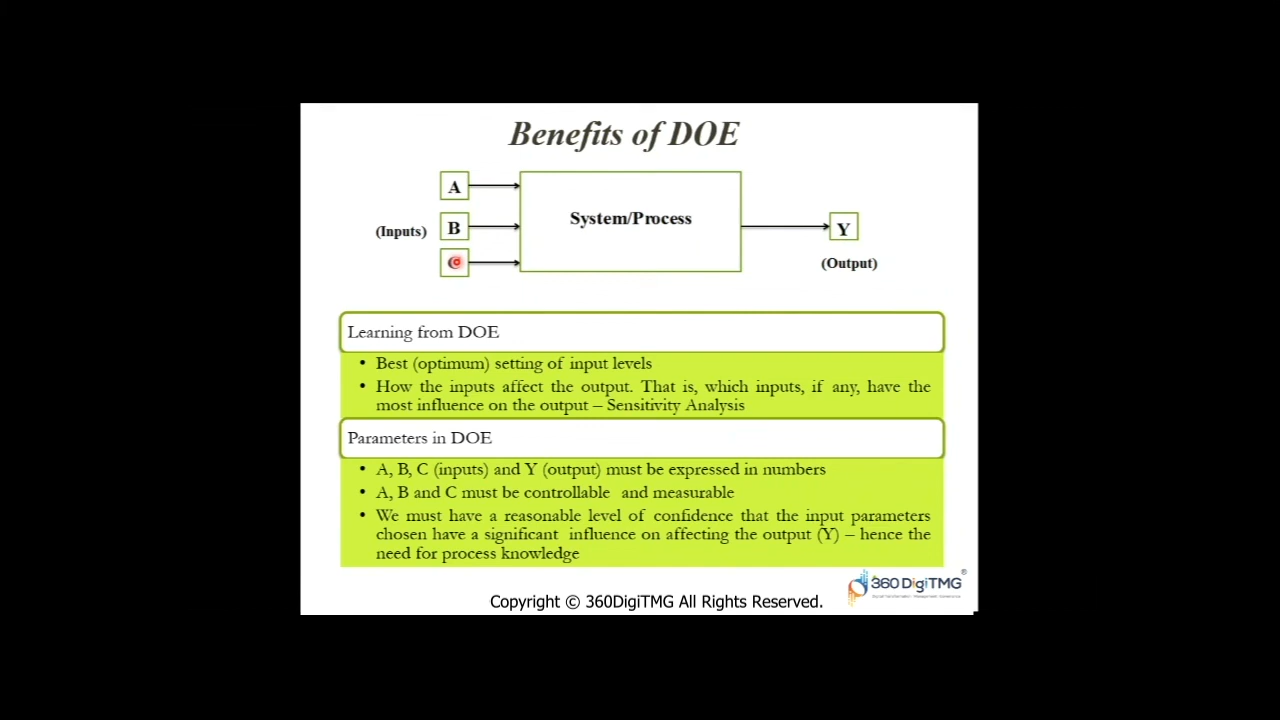 Benefits of DOE
A
System/Process
(Inputs)
B
Y
(Output)
Learning from DOE
• Best (optimum) setting of input levels
• How the inputs affect the output. That is, which inputs, if any, have the
most influence on the output – Sensitivity Analysis
Parameters in DOE
• A, B, C (inputs) and Y (output) must be expressed in numbers
• A, B and C must be controllable and measurable
• We must have a reasonable level of confidence that the input parameters
chosen have a significant influence on affecting the output (Y) – hence the
need for process knowledge
360DigiTMG®
Copyright © 360DigiTMG All Rights Reserved.